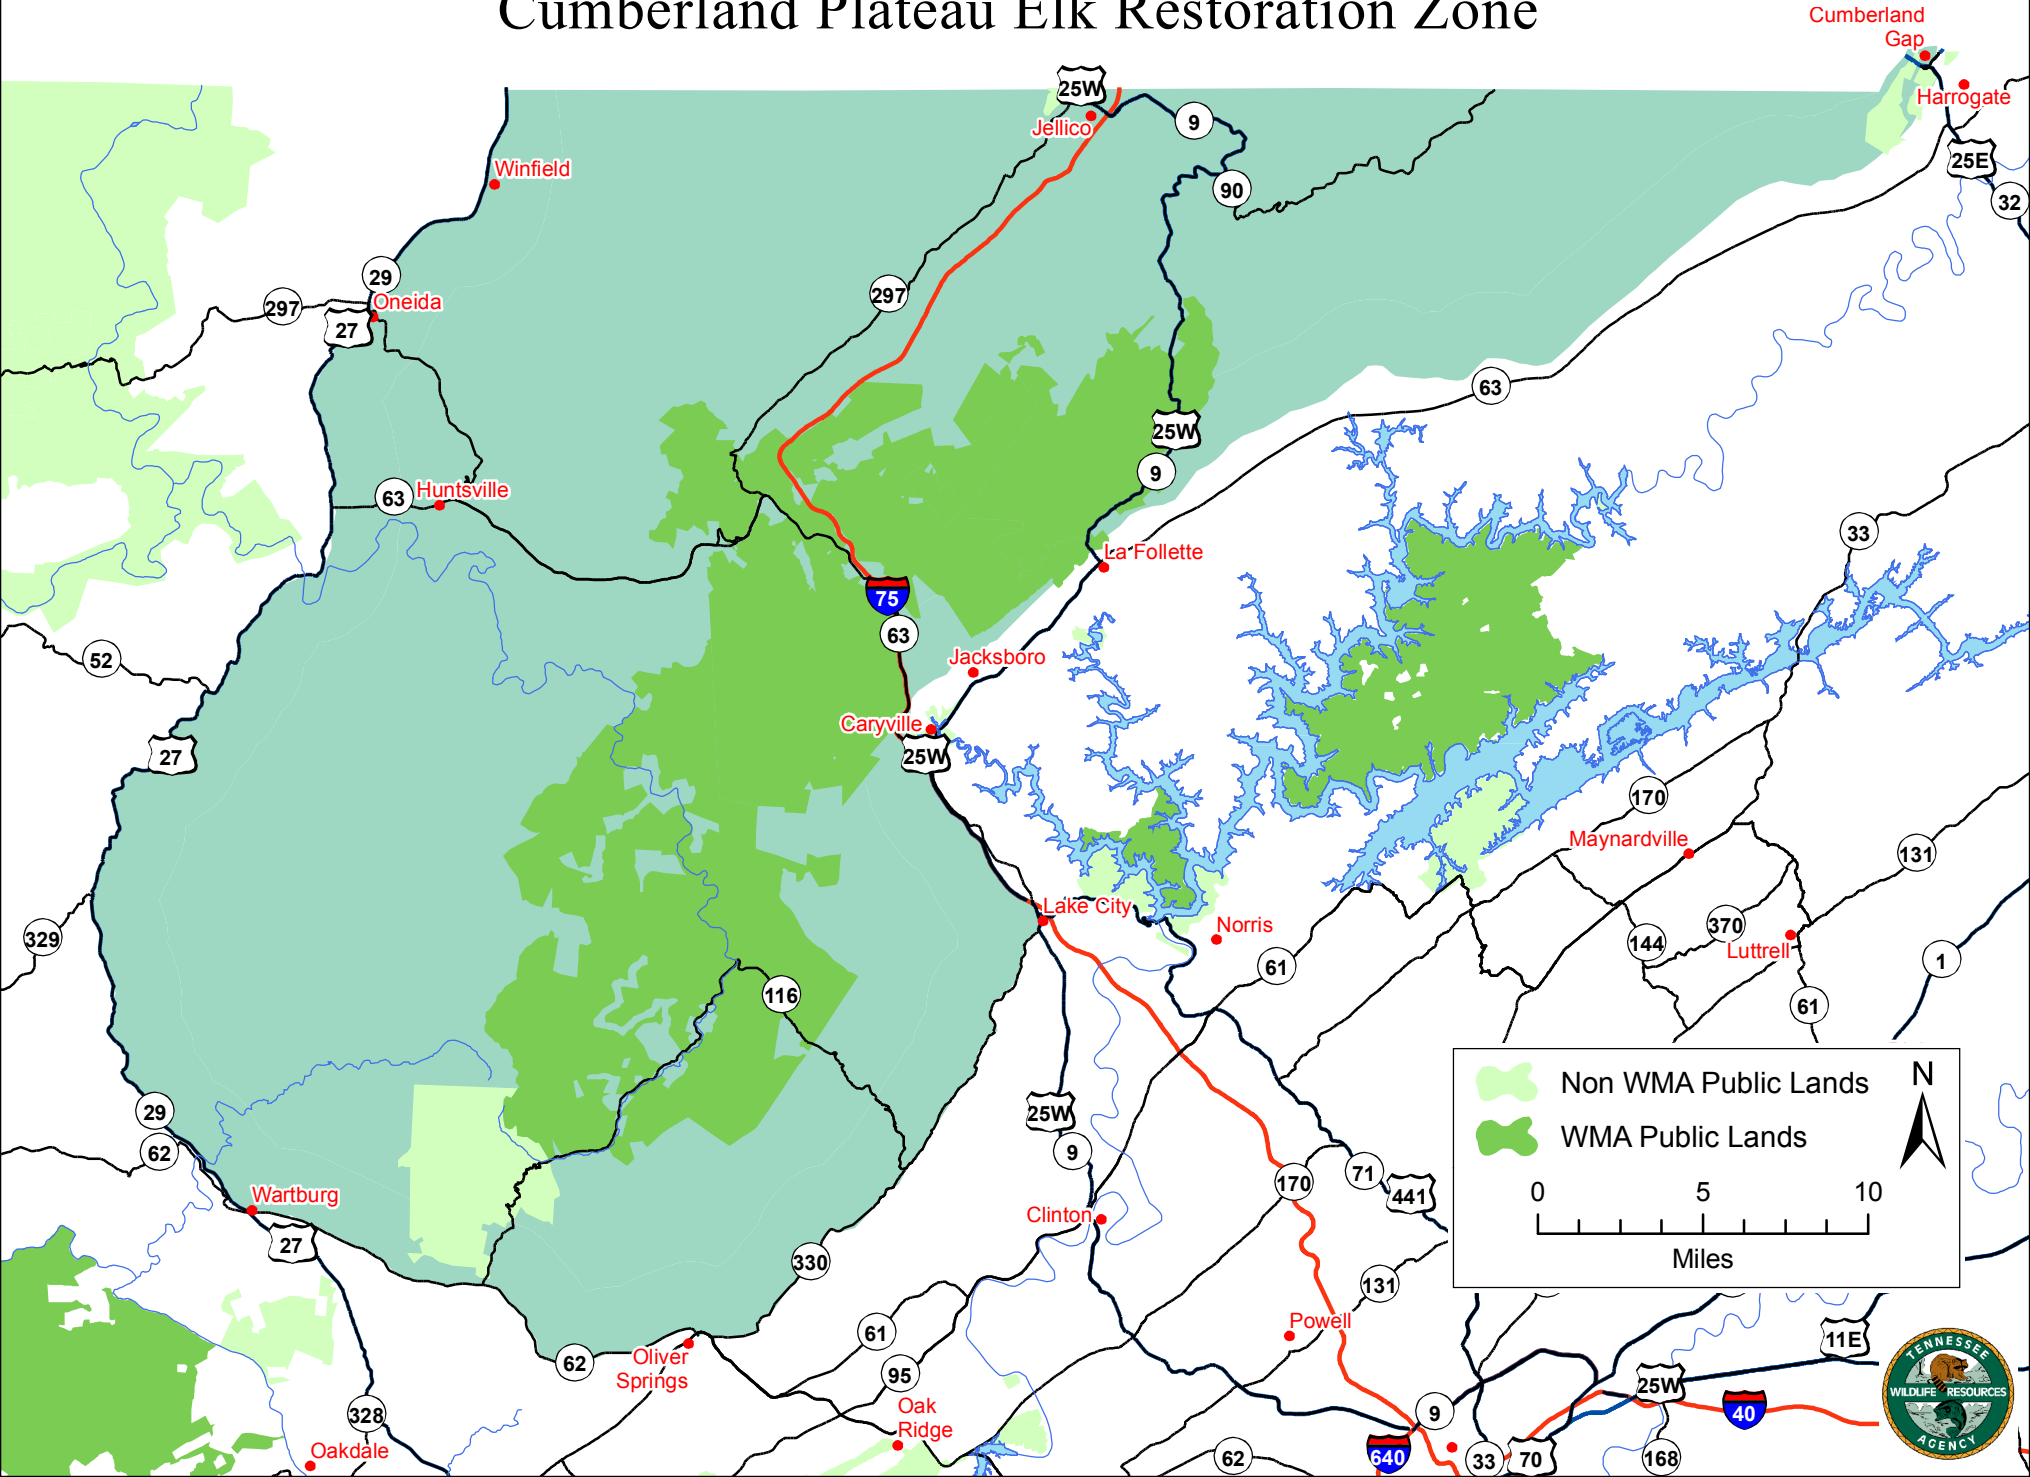 Cumberland Plateau Elk Restoration Zone
Cumberland
Gap
25W
Harrogate
Jellico
9
25E
Winfield
90
32
29
297
297
Oneida
27
63
25W
9
63
Huntsville
33
La Follette
75
63
52
Jacksboro
Caryville
25W
27
170
Maynardville
131
Lake City
Norris
370
329
144
Luttrell
61
1
116
61
Non WMA Public Lands
N
WMA Public Lands
29
25W
62
9
71
170
441
0
5
10
Wartburg
Clinton
27
Miles
330
131
Powell
61
11E
62
Oliver
Springs
95
25W
TENNESSEE
WILDLIFE RESOURCES
AGENCY
Oak
Ridge
328
9
40
Oakdale
62
640
33
70
168